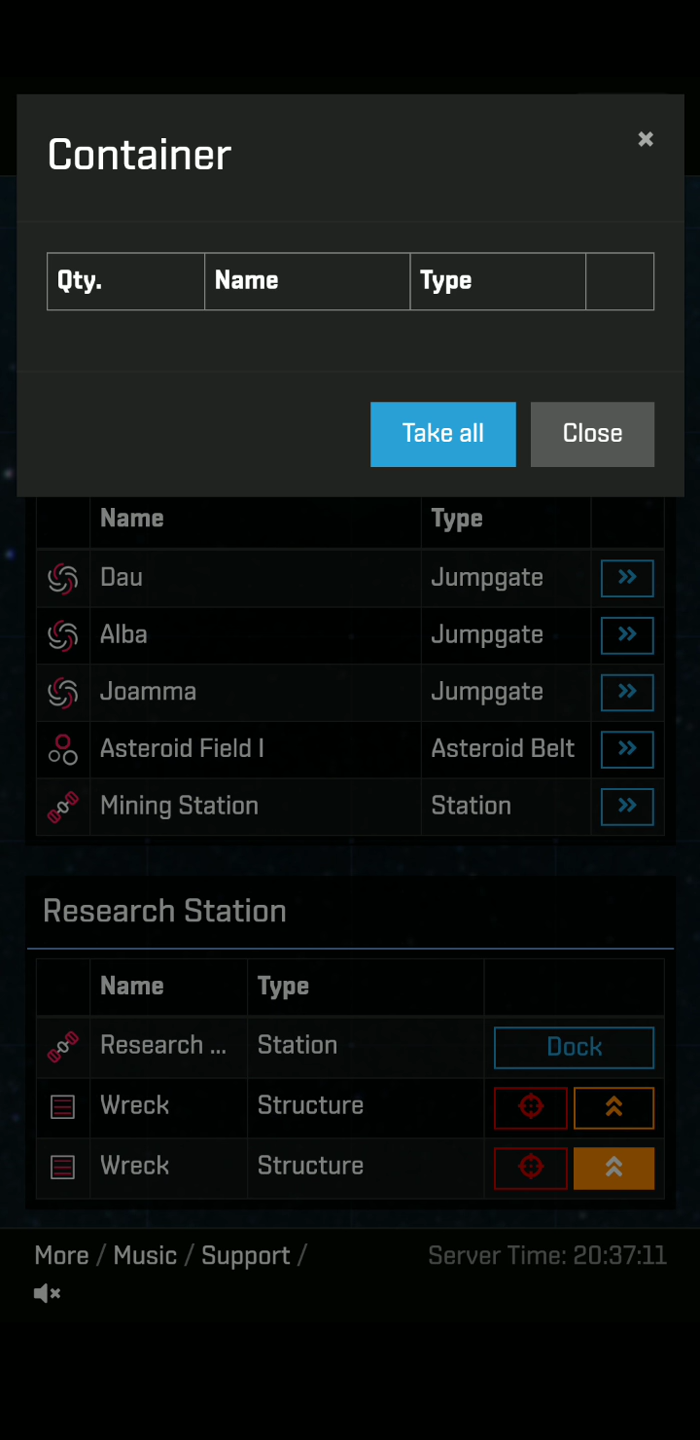 Container
Qty. Name Type
Take all Close
Name Type
Dau Jumpgate
Alba Jumpgate
Joamma Jumpgate
Asteroid Field I Asteroid Belt
Mining Station Station
Research Station
Name Type
Research ... Station Dock
Wreck Structure
Wreck Structure
More / Music / Support / Server Time: 20:37:11